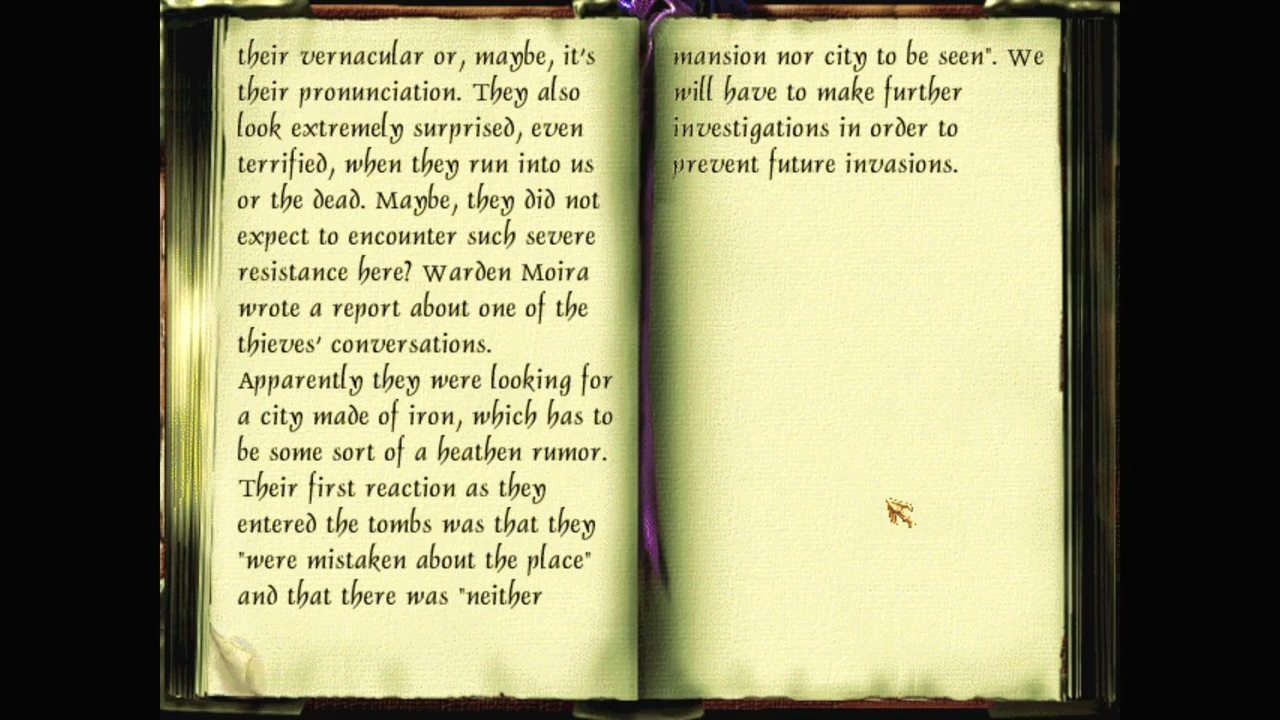 their vernacular or, maybe, it's
their pronunciation. They also
look extremely surprised, even
terrified, when they run into us
or the dead. Maybe, they did not
expect to encounter such severe
resistance here? Warden Moira
wrote a report about one of the
thieves' conversations.
Apparently they were looking for
a city made of iron, which has to
be some sort of a heathen rumor.
Their first reaction as they
entered the tombs was that they
"were mistaken about the place"
and that there was "neither
mansion nor city to be seen". We
will have to make further
investigations in order to
prevent future invasions.